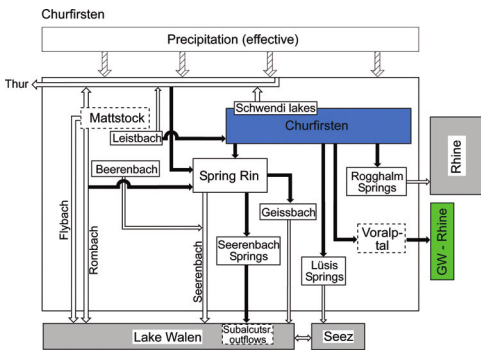 Churfirsten
Precipitation (effective)
Thur
Schwendi lakes
Mattstock
Churfirsten
Leistbach
Beerenbach
Spring Rin
Rogghalm
Springs
Rhine
Geissbach
Flybach
Rombach
Seerenbach
Seerenbach
Springs
Voralp-
tal
GW - Rhine
Lüsis
Springs
Lake Walen
Subalcutsr.
outflows
Seez